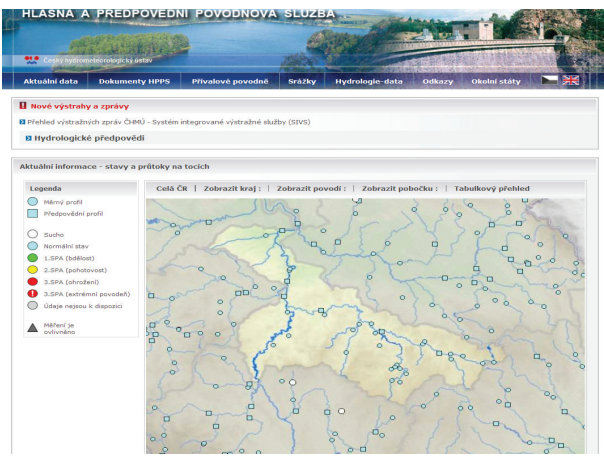 HLÁSNÁ A PŘEDPOVĚDNÍ POVODŇOVÁ SLUŽBA
Český hydrometeorologický ústav
Aktuální data Dokumenty HPPS Přívalové povodně Srážky Hydrologie-data Odkazy Okolní státy
Nové výstrahy a zprávy
Přehled výstražných zpráv ČHMÚ - Systém integrované výstražné služby (SIVS)
Hydrologické předpovědi
Aktuální informace - stavy a průtoky na tocích
Legenda
Měrný profil
Předpovědní profil
Sucho
Normální stav
1.SPA (bdělost)
2.SPA (pohotovost)
3.SPA (ohrožení)
3.SPA (extrémní povodeň)
Údaje nejsou k dispozici
Měření je
ovlivněno
Celá ČR | Zobrazit kraj : | Zobrazit povodí : | Zobrazit pobočku : | Tabulkový přehled